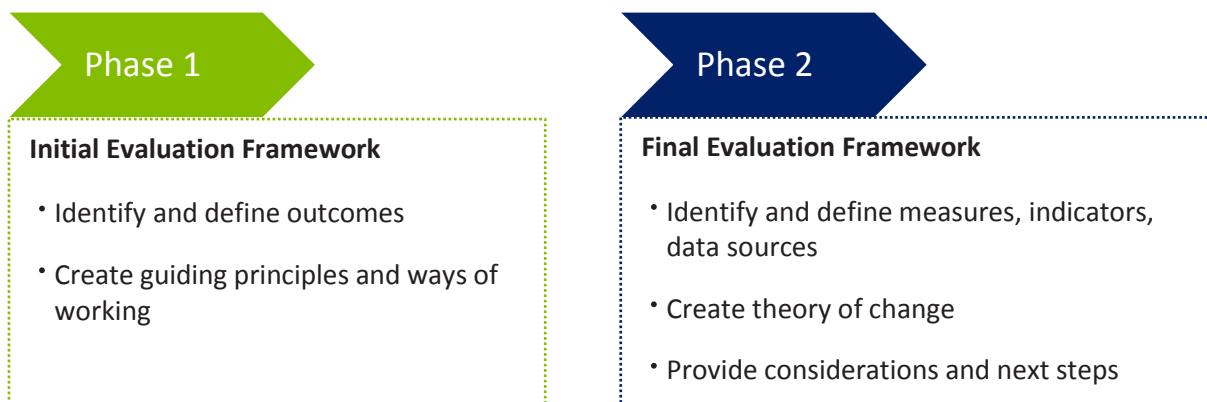 Phase 1
Initial Evaluation Framework
• Identify and define outcomes
• Create guiding principles and ways of
working
Phase 2
Final Evaluation Framework
• Identify and define measures, indicators,
data sources
• Create theory of change
• Provide considerations and next steps